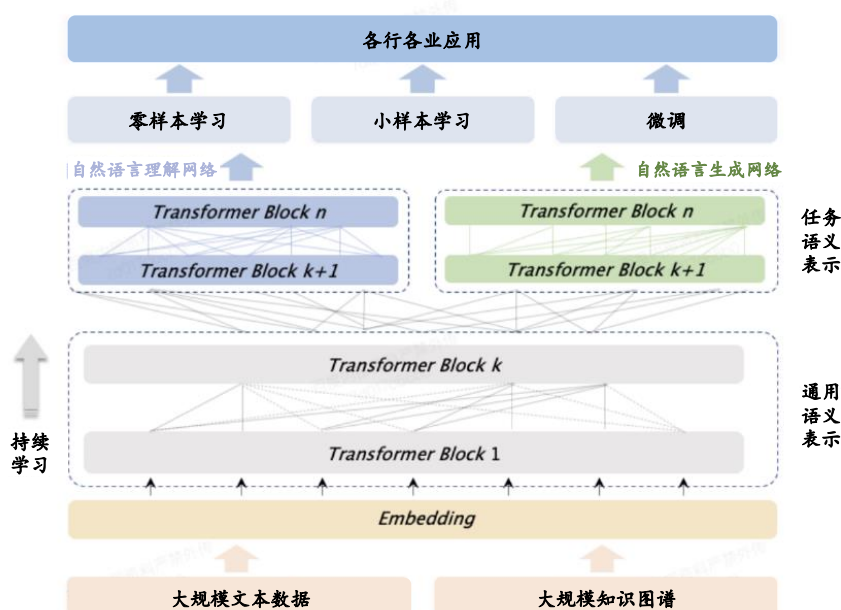 各行各业应用
零样本学习
小样本学习
微调
自然语言理解网络
自然语言生成网络
Transformer Block n
Transformer Block n
任务
语义
表示
Transformer Block k+1
Transformer Block k+1
Transformer Block k
通用
语义
表示
持续
学习
Transformer Block 1
Embedding
大规模文本数据
大规模知识图谱